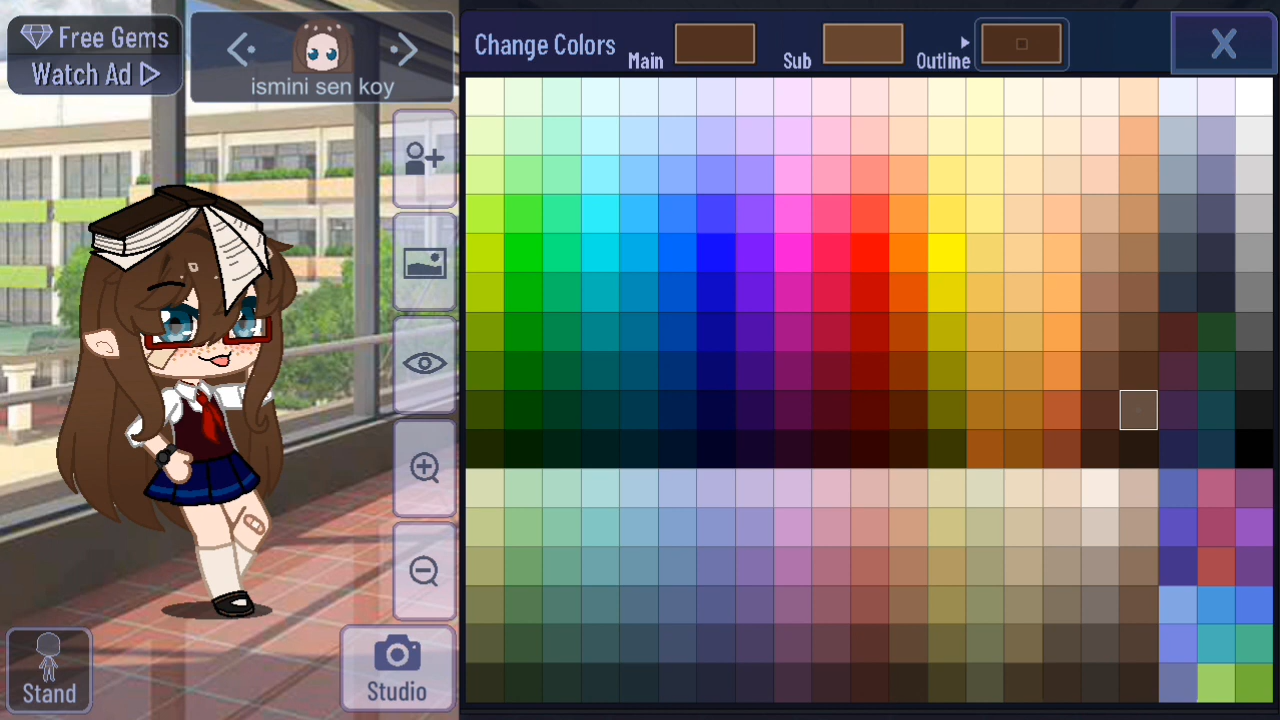 Free Gems
Watch Ad
ismini sen koy
Change Colors
Main
Sub
Outline
X
Stand
Studio